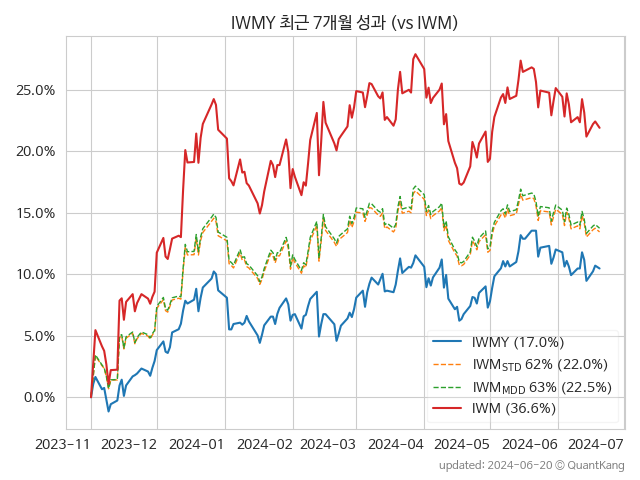 IWMY 최근 7개월 성과 (vs IWM)
25.0%
20.0%
15.0%
10.0%
5.0%
0.0%
IWMY (17.0%)
IWM_STD 62% (22.0%)
IWM_MDD 63% (22.5%)
IWM (36.6%)
2023-11 2023-12 2024-01 2024-02 2024-03 2024-04 2024-05 2024-06 2024-07
updated: 2024-06-20 © QuantKang